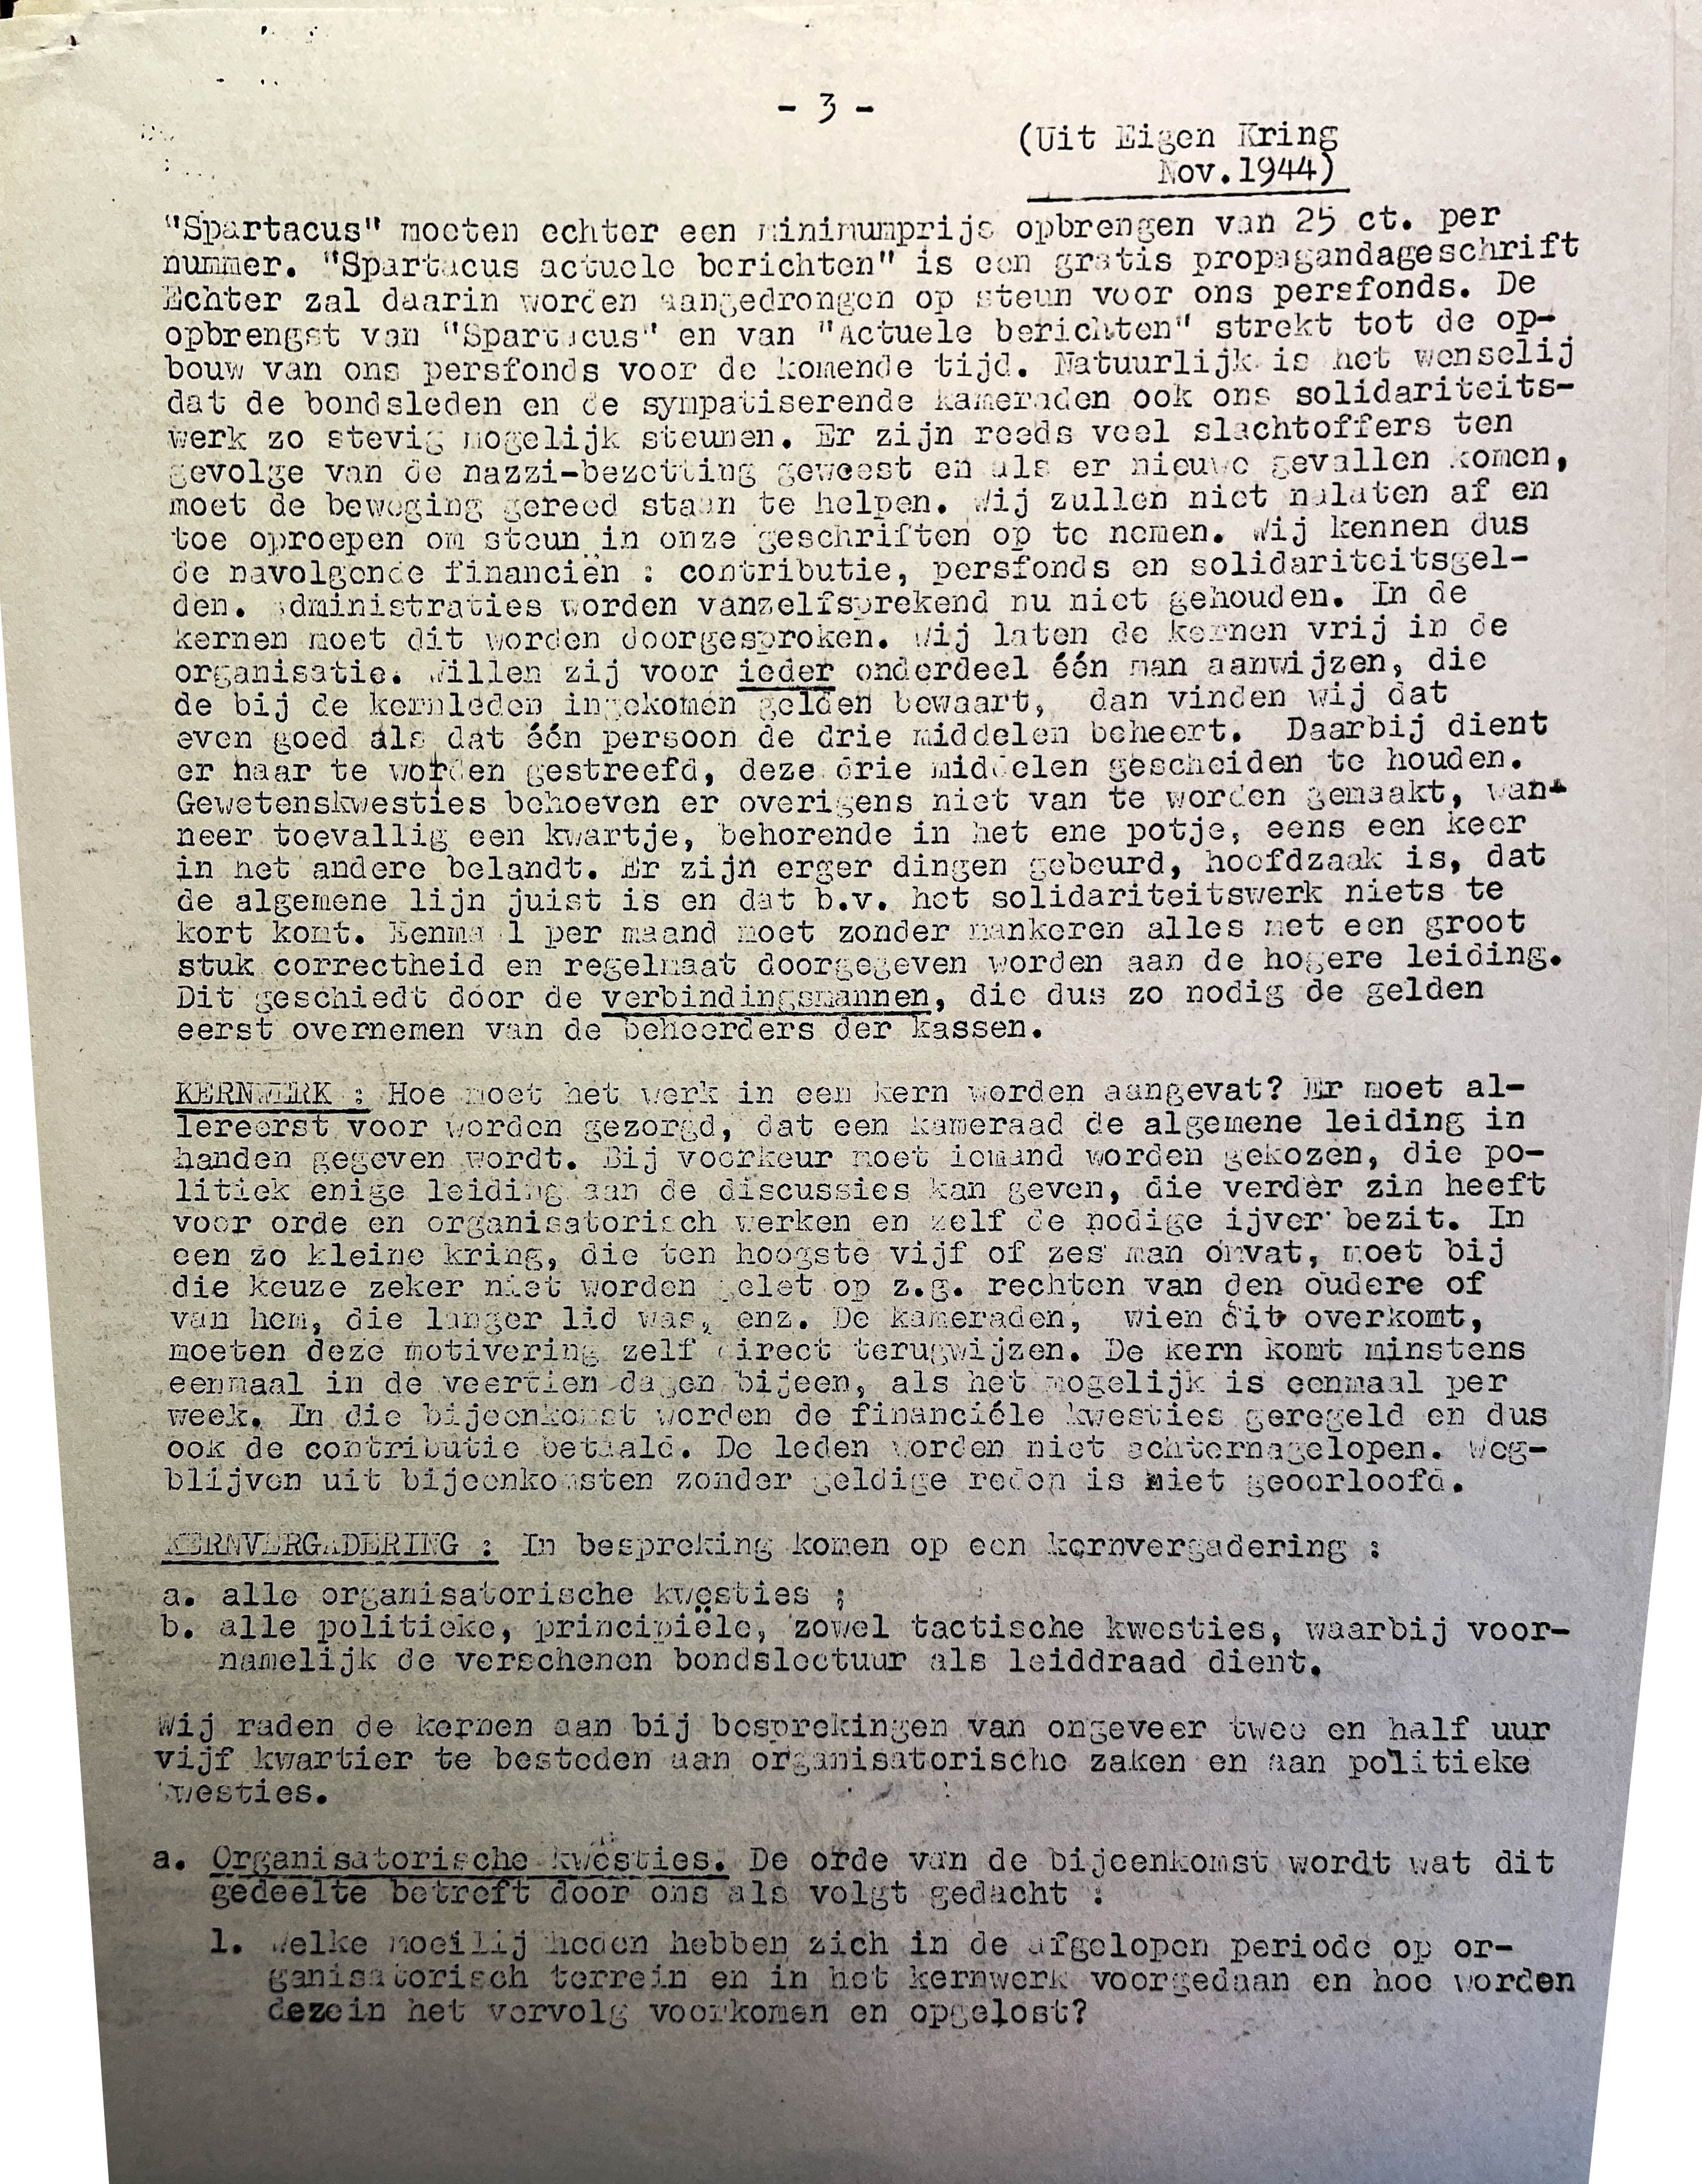 - 3 -
(Uit Eigen Kring
Nov.1944)
"Spartacus" moeten echter een minimumprijs opbrengen van 25 ct. per
nummer. "Spartacus actuele berichten" is een gratis propagandageschrift
Echter zal daarin worden aangedrongen op steun voor ons persfonds. De
opbrengst van "Spartacus" en van "Actuele berichten" strekt tot de op-
bouw van ons persfonds voor de komende tijd. Natuurlijk is het wenselij
dat de bondsleden en de sympatiserende kameraden ook ons solidariteits-
werk zo stevig mogelijk steunen. Er zijn reeds veel slachtoffers ten
gevolge van de nazzi-bezetting geweest en als er nieuwe gevallen komen,
moet de beweging gereed staan te helpen. Wij zullen niet nalaten af en
toe oproepen om steun in onze geschriften op te nemen. Wij kennen dus
de navolgende financiën : contributie, persfonds en solidariteitsgel-
den. Administraties worden vanzelfsprekend nu niet gehouden. In de
kernen moet dit worden doorgesproken. Wij laten de kernen vrij in de
organisatie. Willen zij voor ieder onderdeel één man aanwijzen, die
de bij de kernleden ingekomen gelden bewaart, dan vinden wij dat
even goed als dat één persoon de drie middelen beheert. Daarbij dient
er naar te worden gestreefd, deze drie middelen gescheiden te houden.
Gewetenskwesties behoeven er overigens niet van te worden gemaakt, wan-
neer toevallig een kwartje, behorende in het ene potje, eens een keer
in het andere belandt. Er zijn erger dingen gebeurd, hoofdzaak is, dat
de algemene lijn juist is en dat b.v. het solidariteitswerk niets te
kort komt. Eenmaal per maand moet zonder mankeren alles met een groot
stuk correctheid en regelmaat doorgegeven worden aan de hogere leiding.
Dit geschiedt door de verbindingsmannen, die dus zo nodig de gelden
eerst overnemen van de beheerders der kassen.
KERNWERK : Hoe moet het werk in een kern worden aangevat? Er moet al-
lereerst voor worden gezorgd, dat een kameraad de algemene leiding in
handen gegeven wordt. Bij voorkeur moet iemand worden gekozen, die po-
litiek enige leiding aan de discussies kan geven, die verder zin heeft
voor orde en organisatorisch werken en zelf de nodige ijver bezit. In
een zo kleine kring, die ten hoogste vijf of zes man omvat, moet bij
die keuze zeker niet worden gelet op z.g. rechten van den oudere of
van hem, die langer lid was, enz. De kameraden, wien dit overkomt,
moeten deze motivering zelf direct terugwijzen. De kern komt minstens
eenmaal in de veertien dagen bijeen, als het mogelijk is eenmaal per
week. In die bijeenkomst worden de financiéle kwesties geregeld en dus
ook de contributie betaald. De leden worden niet achternagelopen. Weg-
blijven uit bijeenkomsten zonder geldige reden is niet geoorloofd.
KERNVERGADERING : In bespreking komen op een kernvergadering :
a. alle organisatorische kwesties ;
b. alle politieke, principiële, zowel tactische kwesties, waarbij voor-
namelijk de verschenen bondslectuur als leiddraad dient.
Wij raden de kernen aan bij besprekingen van ongeveer twee en half uur
vijf kwartier te besteden aan organisatorische zaken en aan politieke
kwesties.
a. Organisatorische kwesties. De orde van de bijeenkomst wordt wat dit
gedeelte betreft door ons als volgt gedacht :
1. Welke moeilijkheden hebben zich in de afgelopen periode op or-
ganisatorisch terrein en in het kernwerk voorgedaan en hoe worden
dezein het vervolg voorkomen en opgelost?